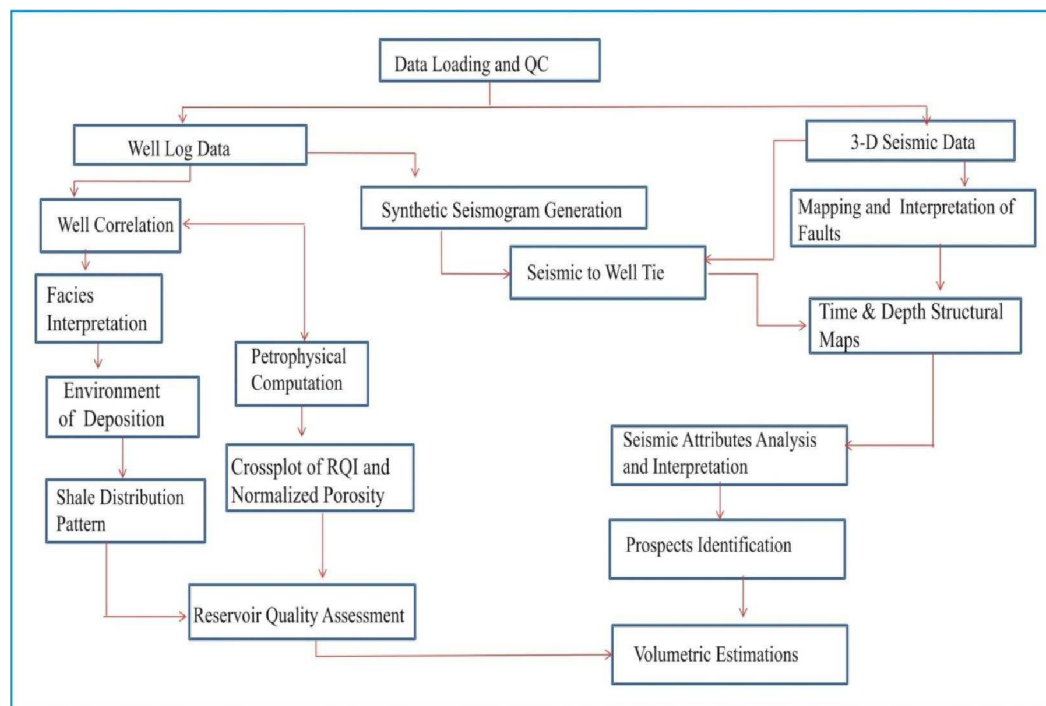 Data Loading and QC
Well Log Data
3-D Seismic Data
Synthetic Seismogram Generation
Mapping and Interpretation of
Faults
Well Correlation
Seismic to Well Tie
Facies
Interpretation
Time & Depth Structural
Maps
Petrophysical
Computation
Environment
of Deposition
Seismic Attributes Analysis
and Interpretation
Crossplot of RQI and
Normalized Porosity
Shale Distribution
Pattern
Prospects Identification
Reservoir Quality Assessment
Volumetric Estimations